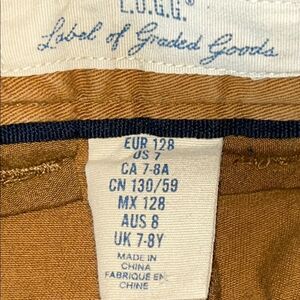 L.O.G.G.®
Label of Graded Goods
EUR 128
US 7
CA 7-8A
CN 130/59
MX 128
AUS 8
UK 7-8Y
MADE IN
CHINA
FABRIQUE EN
CHINE